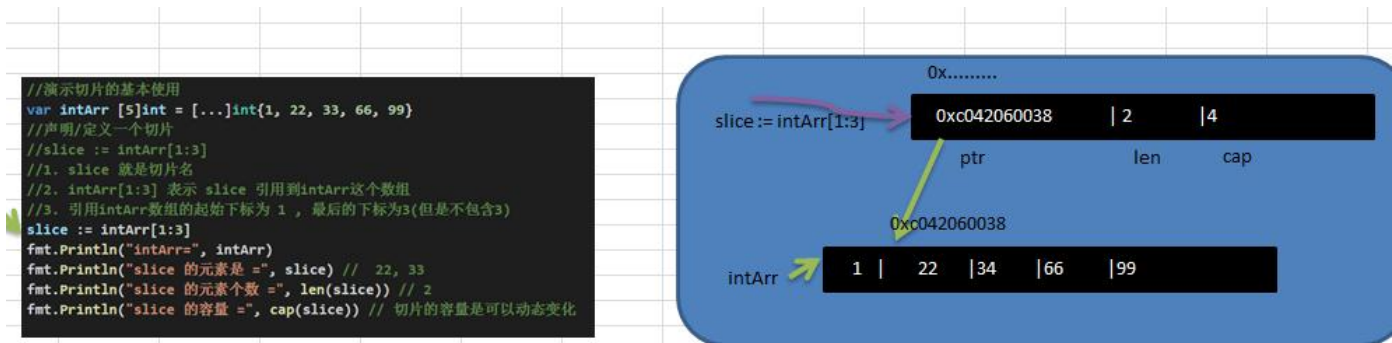 //演示切片的基本使用
var intArr [5]int = [...]int{1, 22, 33, 66, 99}
//声明/定义一个切片
//slice := intArr[1:3]
//1. slice 就是切片名
//2. intArr[1:3] 表示 slice 引用到intArr这个数组
//3. 引用intArr数组的起始下标为 1 , 最后的下标为3(但是不包含3)
slice := intArr[1:3]
fmt.Println("intArr=", intArr)
fmt.Println("slice 的元素是 =", slice) // 22, 33
fmt.Println("slice 的元素个数 =", len(slice)) // 2
fmt.Println("slice 的容量 =", cap(slice)) // 切片的容量是可以动态变化
0x.........
slice := intArr[1:3]
0xc042060038 | 2 |4
ptr len cap
0xc042060038
intArr
1 | 22 |34 |66 |99